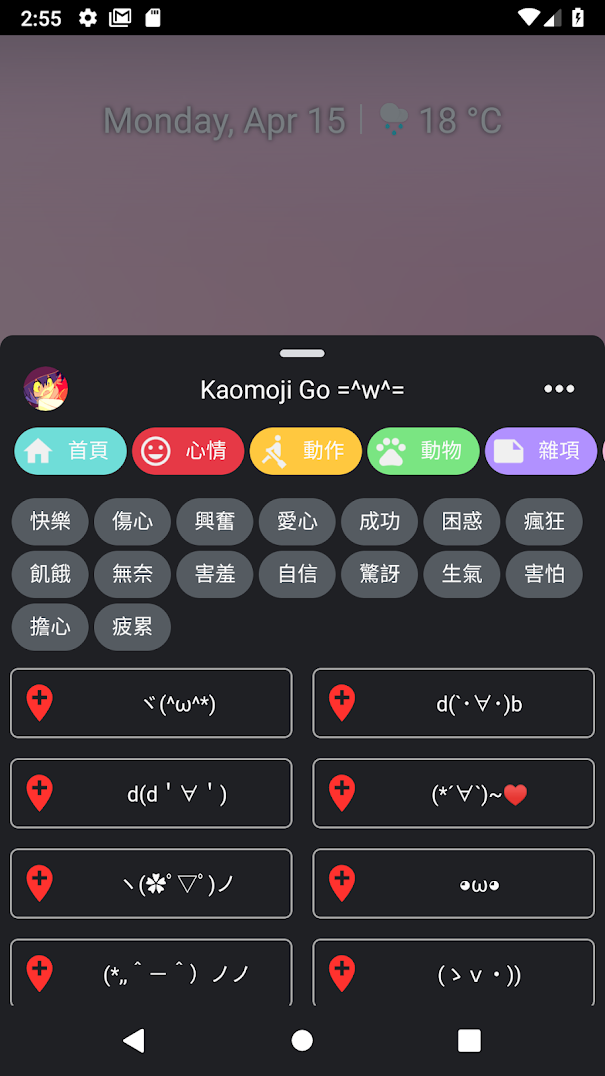 2:55
Monday, Apr 15 18 °C
Kaomoji Go =^w^=
首頁 心情 動作 動物 雜項
快樂 傷心 興奮 愛心 成功 困惑 瘋狂
飢餓 無奈 害羞 自信 驚訝 生氣 害怕
擔心 疲累
ヾ(^ω^*) d(`･∀･)b
d(d＇∀＇) (*´∀`)~♥
ヽ(✿ﾟ▽ﾟ)ノ ◕ω◕
(*„＾－＾）ノノ (ゝｖ・))